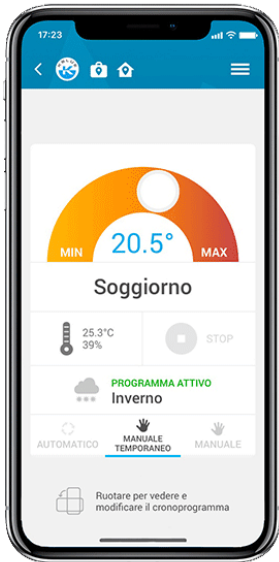 17:23
20.5°
MIN
MAX
Soggiorno
25.3°C
39%
STOP
PROGRAMMA ATTIVO
Inverno
AUTOMATICO
MANUALE
TEMPORANEO
MANUALE
Ruotare per vedere e
modificare il cronoprogramma